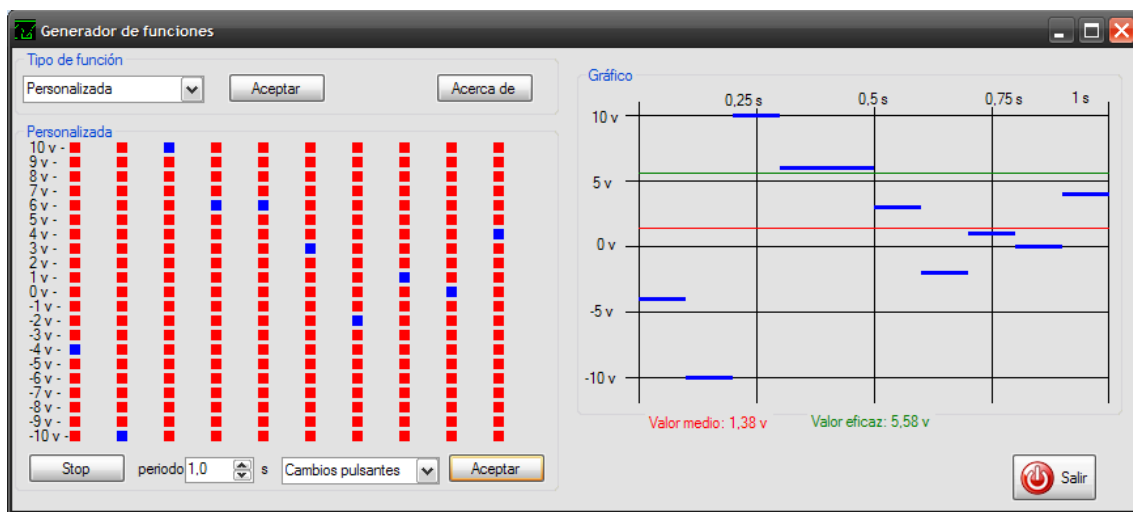 Generador de funciones
Tipo de función
Personalizada
Aceptar
Acerca de
Personalizada
10 v -
9 v -
8 v -
7 v -
6 v -
5 v -
4 v -
3 v -
2 v -
1 v -
0 v -
-1 v -
-2 v -
-3 v -
-4 v -
-5 v -
-6 v -
-7 v -
-8 v -
-9 v -
-10 v -
Stop
periodo 1,0 s
Cambios pulsantes
Aceptar
Gráfico
0,25 s 0,5 s 0,75 s 1 s
10 v
5 v
0 v
-5 v
-10 v
Valor medio: 1,38 v Valor eficaz: 5,58 v
Salir